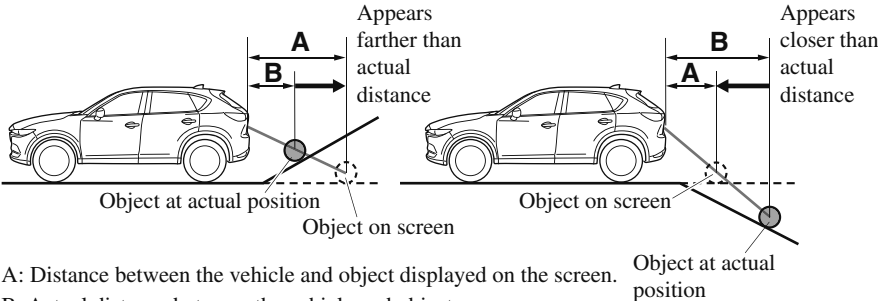 Appears
farther than
actual
distance
A
B
Object at actual position
Object on screen
Appears
closer than
actual
distance
B
A
Object on screen
Object at actual
position
A: Distance between the vehicle and object displayed on the screen.